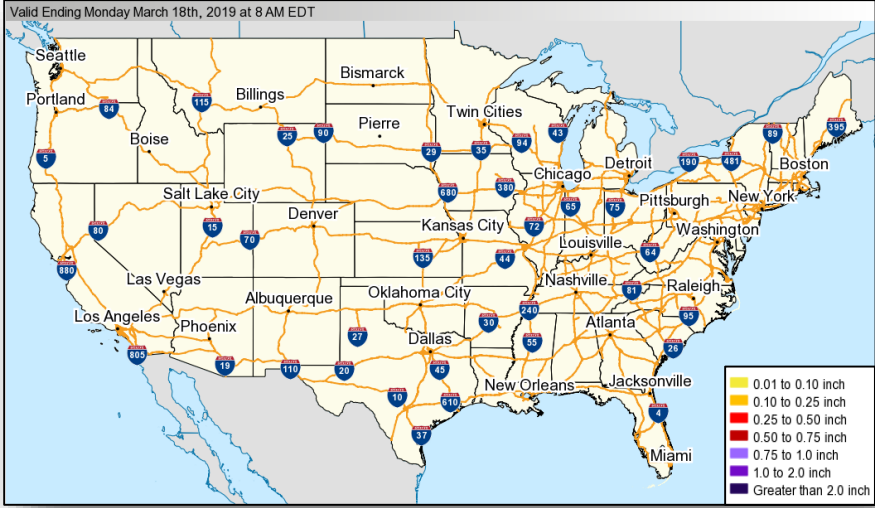 Valid Ending Monday March 18th, 2019 at 8 AM EDT
Seattle
Bismarck
Billings
115
Portland
84
Twin Cities
Pierre
25
90
43
89
395
Boise
5
29
35
94
190
481
Boston
Detroit
Chicago
680
380
Salt Lake City
65
75
Pittsburgh
New York
Denver
80
15
70
Kansas City
72
Washington
Louisville
64
135
44
880
Las Vegas
Nashville
81
Raleigh
Albuquerque
Oklahoma City
240
95
Los Angeles
Phoenix
30
Atlanta
27
Dallas
55
26
805
19
110
20
45
New Orleans
Jacksonville
10
610
4
37
Miami
0.01 to 0.10 inch
0.10 to 0.25 inch
0.25 to 0.50 inch
0.50 to 0.75 inch
0.75 to 1.0 inch
1.0 to 2.0 inch
Greater than 2.0 inch